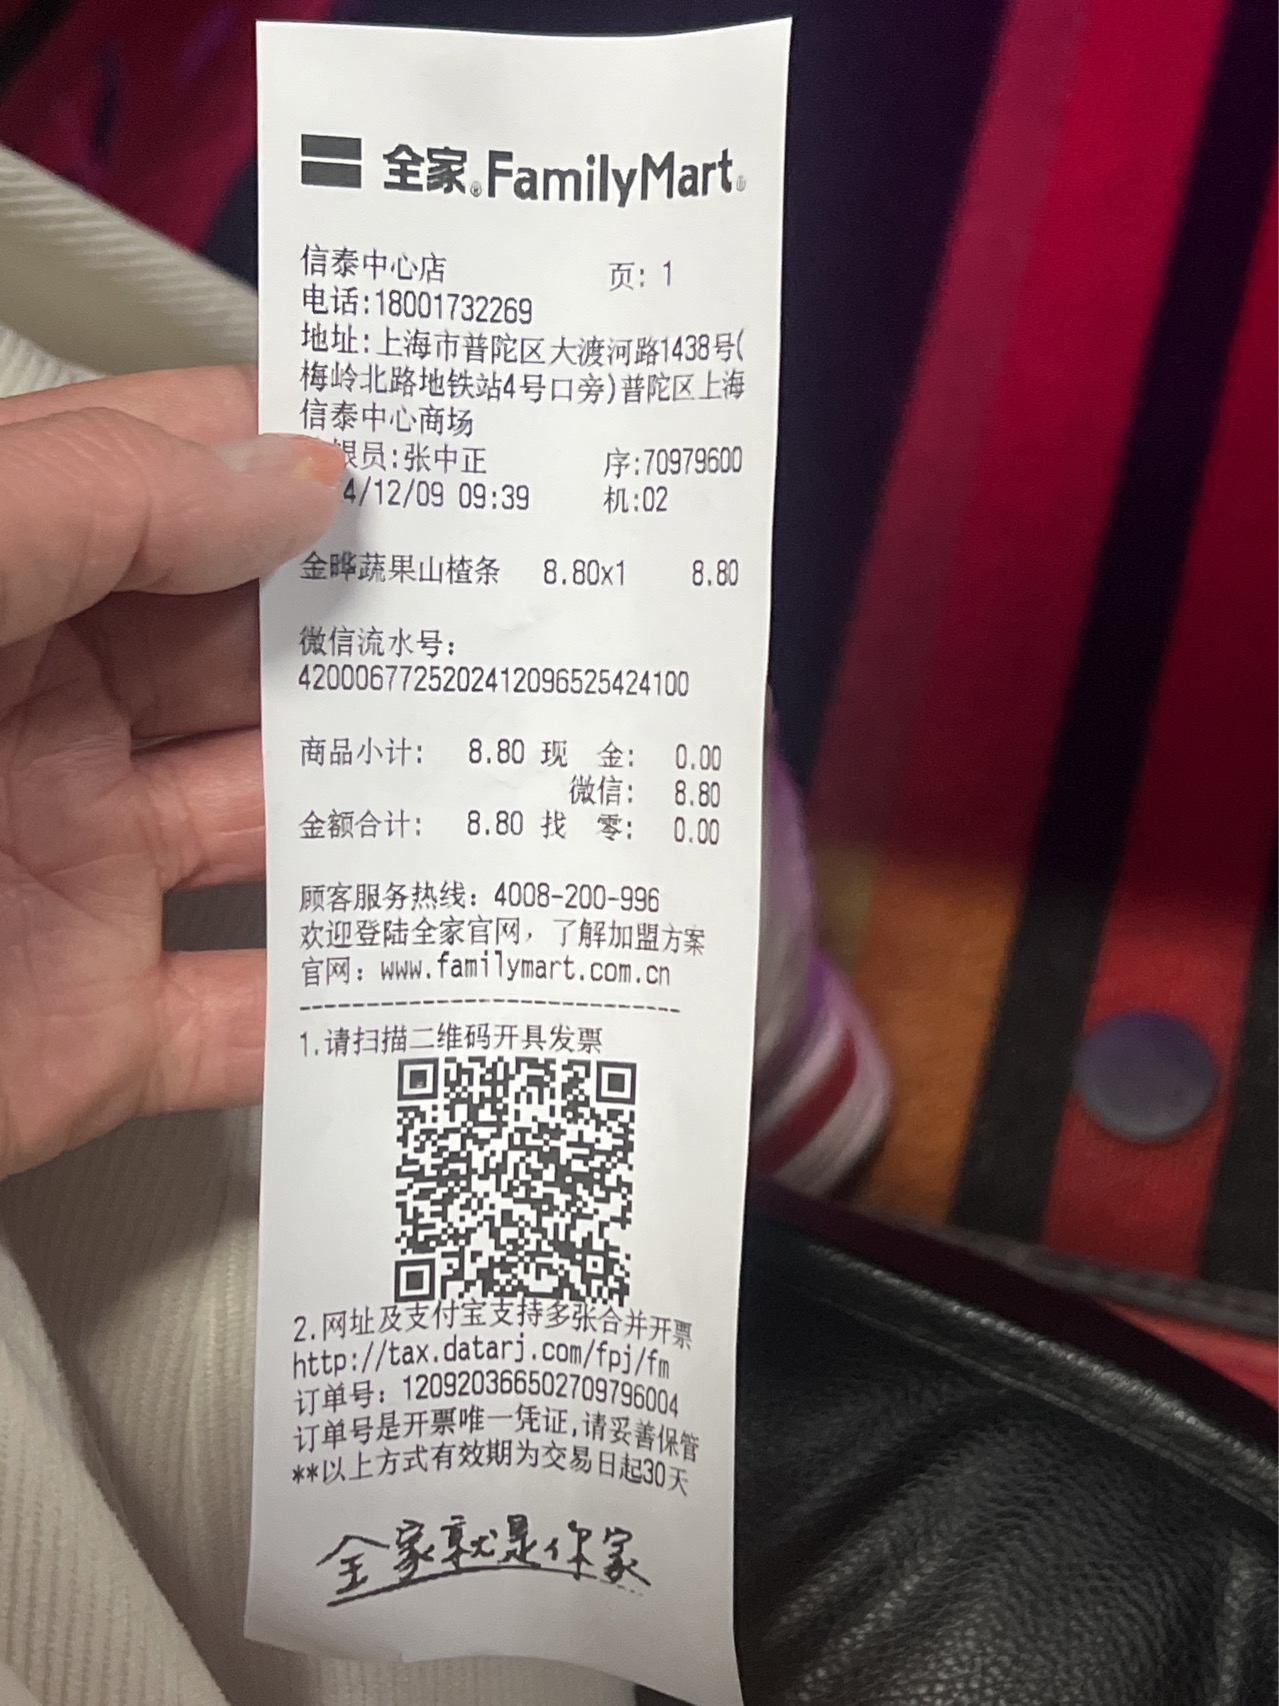 全家 FamilyMart
信泰中心店 页: 1
电话:18001732269
地址:上海市普陀区大渡河路1438号(
梅岭北路地铁站4号口旁)普陀区上海
信泰中心商场
银员:张中正 序:70979600
4/12/09 09:39 机:02
金晔蔬果山楂条 8.80x1 8.80
微信流水号:
4200067725202412096525424100
商品小计: 8.80 现 金: 0.00
微信: 8.80
金额合计: 8.80 找 零: 0.00
顾客服务热线: 4008-200-996
欢迎登陆全家官网, 了解加盟方案
官网: www.familymart.com.cn
1.请扫描二维码开具发票
2.网址及支付宝支持多张合并开票
http://tax.datarj.com/fpj/fm
订单号: 120920366502709796004
订单号是开票唯一凭证,请妥善保管
**以上方式有效期为交易日起30天
全家就是你家